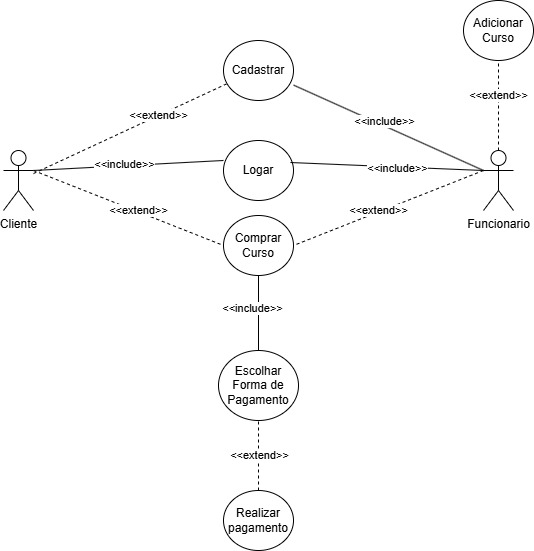 Adicionar
Curso
Cadastrar
<<extend>>
<<extend>>
<<include>>
<<include>>
Logar
<<include>>
Cliente
<<extend>>
Comprar
Curso
<<extend>>
Funcionario
<<include>>
Escolhar
Forma de
Pagamento
<<extend>>
Realizar
pagamento